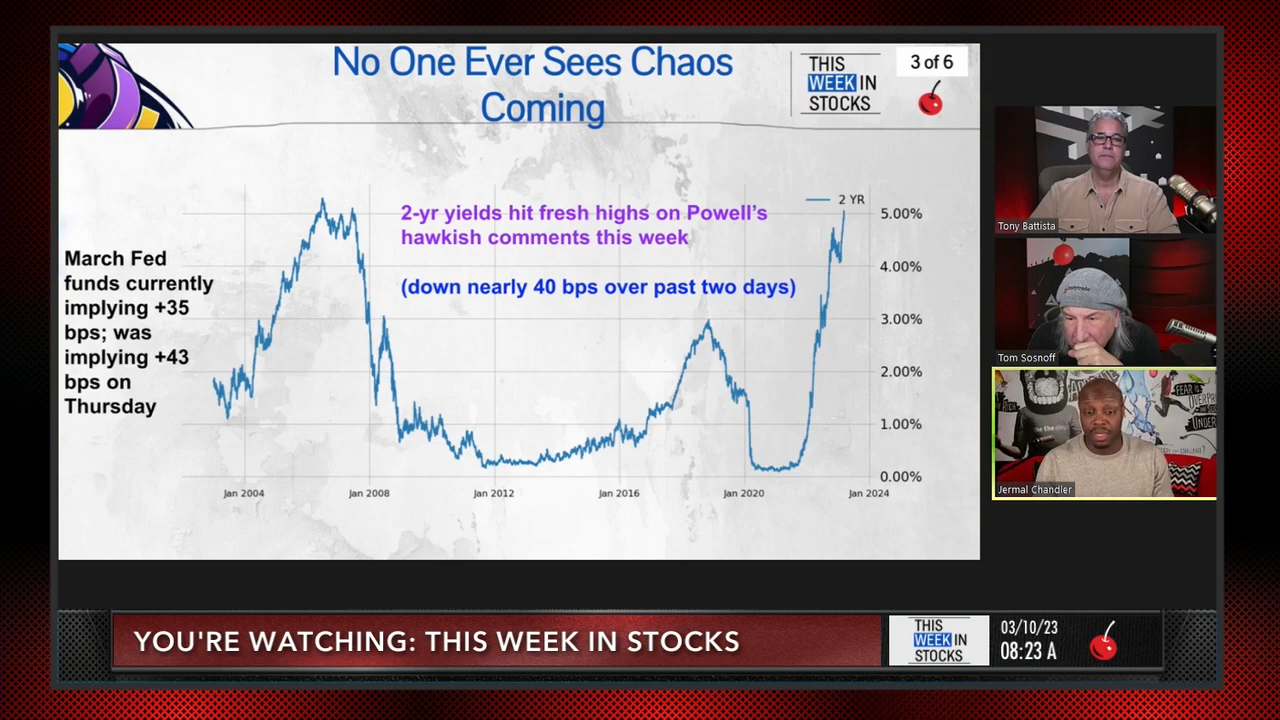 No One Ever Sees Chaos
Coming
THIS
WEEK IN
STOCKS
3 of 6
2-yr yields hit fresh highs on Powell's
hawkish comments this week
(down nearly 40 bps over past two days)
March Fed
funds currently
implying +35
bps; was
implying +43
bps on
Thursday
2 YR
5.00%
4.00%
3.00%
2.00%
1.00%
0.00%
Jan 2004
Jan 2008
Jan 2012
Jan 2016
Jan 2020
Jan 2024
Tony Battista
tastytrade
Tom Sosnoff
FEAR IS
UNDER
Jermal Chandler
YOU'RE WATCHING: THIS WEEK IN STOCKS
THIS
WEEK IN
STOCKS
03/10/23
08:23 A